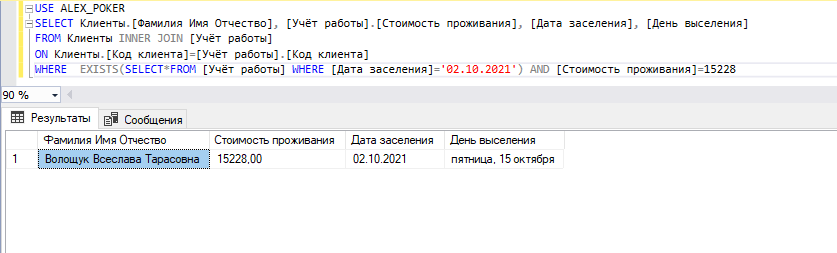 USE ALEX_POKER
SELECT Клиенты.[Фамилия Имя Отчество], [Учёт работы].[Стоимость проживания], [Дата заселения], [День выселения]
FROM Клиенты INNER JOIN [Учёт работы]
ON Клиенты.[Код клиента]=[Учёт работы].[Код клиента]
WHERE  EXISTS(SELECT*FROM [Учёт работы] WHERE [Дата заселения]='02.10.2021') AND [Стоимость проживания]=15228
90 %
Результаты Сообщения
Фамилия Имя Отчество Стоимость проживания Дата заселения День выселения
1 Волощук Всеслава Тарасовна 15228,00 02.10.2021 пятница, 15 октября